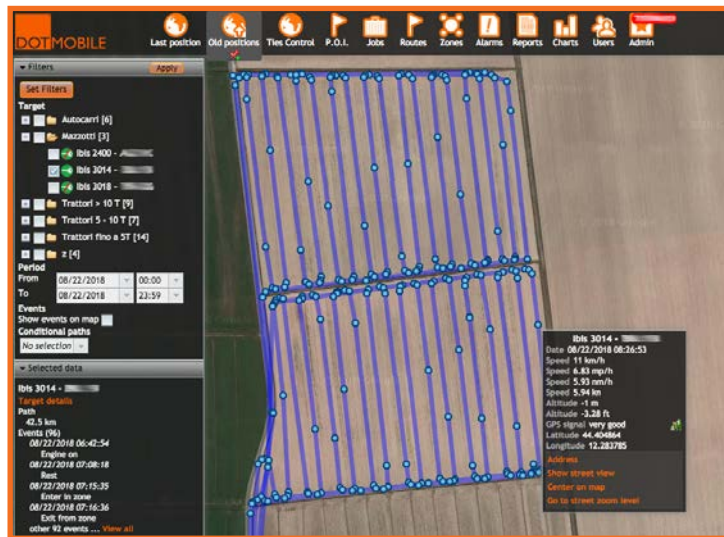 DOTMOBILE
Last position
Old positions
Ties Control
P.O.I.
Jobs
Routes
Zones
Alarms
Reports
Charts
Users
Admin
Filters
Apply
Set Filters
Target
Autocarri [6]
Mazzotti [3]
Ibis 2400 -
Ibis 3014 -
Ibis 3018 -
Trattori > 10 T [9]
Trattori 5 - 10 T [7]
Trattori fino a 5T [14]
z [4]
Period
From 08/22/2018 00:00
To 08/22/2018 23:59
Events
Show events on map
Conditional paths
No selection
Selected data
Ibis 3014 -
Target details
Path
42.5 km
Events (96)
08/22/2018 06:42:54
Engine on
08/22/2018 07:08:18
Rest
08/22/2018 07:15:35
Enter in zone
08/22/2018 07:16:36
Exit from zone
other 92 events ... View all
Ibis 3014 -
Date 08/22/2018 08:26:53
Speed 11 km/h
Speed 6.83 mp/h
Speed 5.93 nm/h
Speed 5.94 kn
Altitude -1 m
Altitude -3.28 ft
GPS signal very good
Latitude 44.404864
Longitude 12.283785
Address
Show street view
Center on map
Go to street zoom level